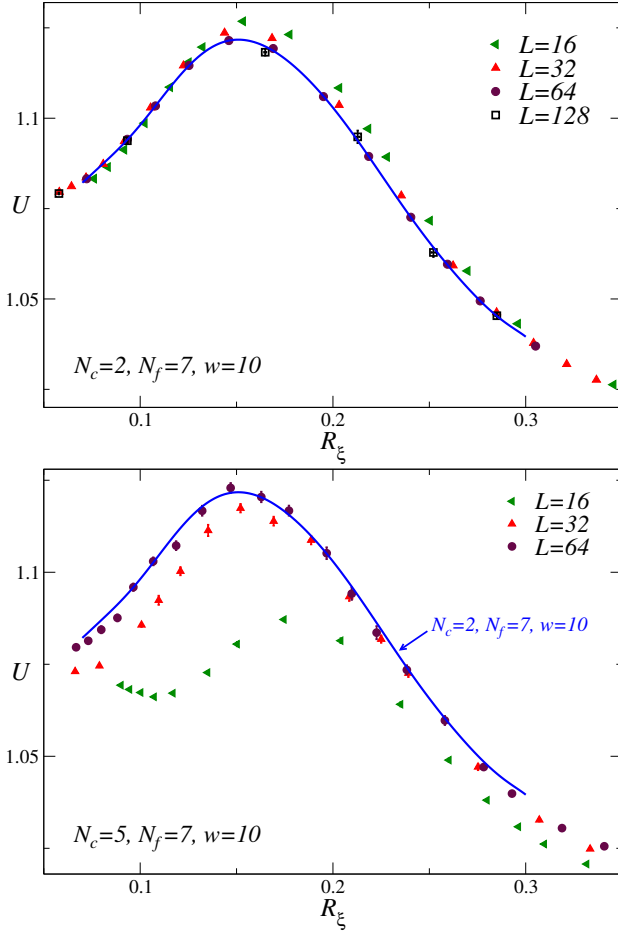 L=16
L=32
L=64
L=128
1.1
U
1.05
N_c=2, N_f=7, w=10
0.1 0.2 0.3
R_ξ
L=16
L=32
L=64
1.1
N_c=2, N_f=7, w=10
U
1.05
N_c=5, N_f=7, w=10
0.1 0.2 0.3
R_ξ